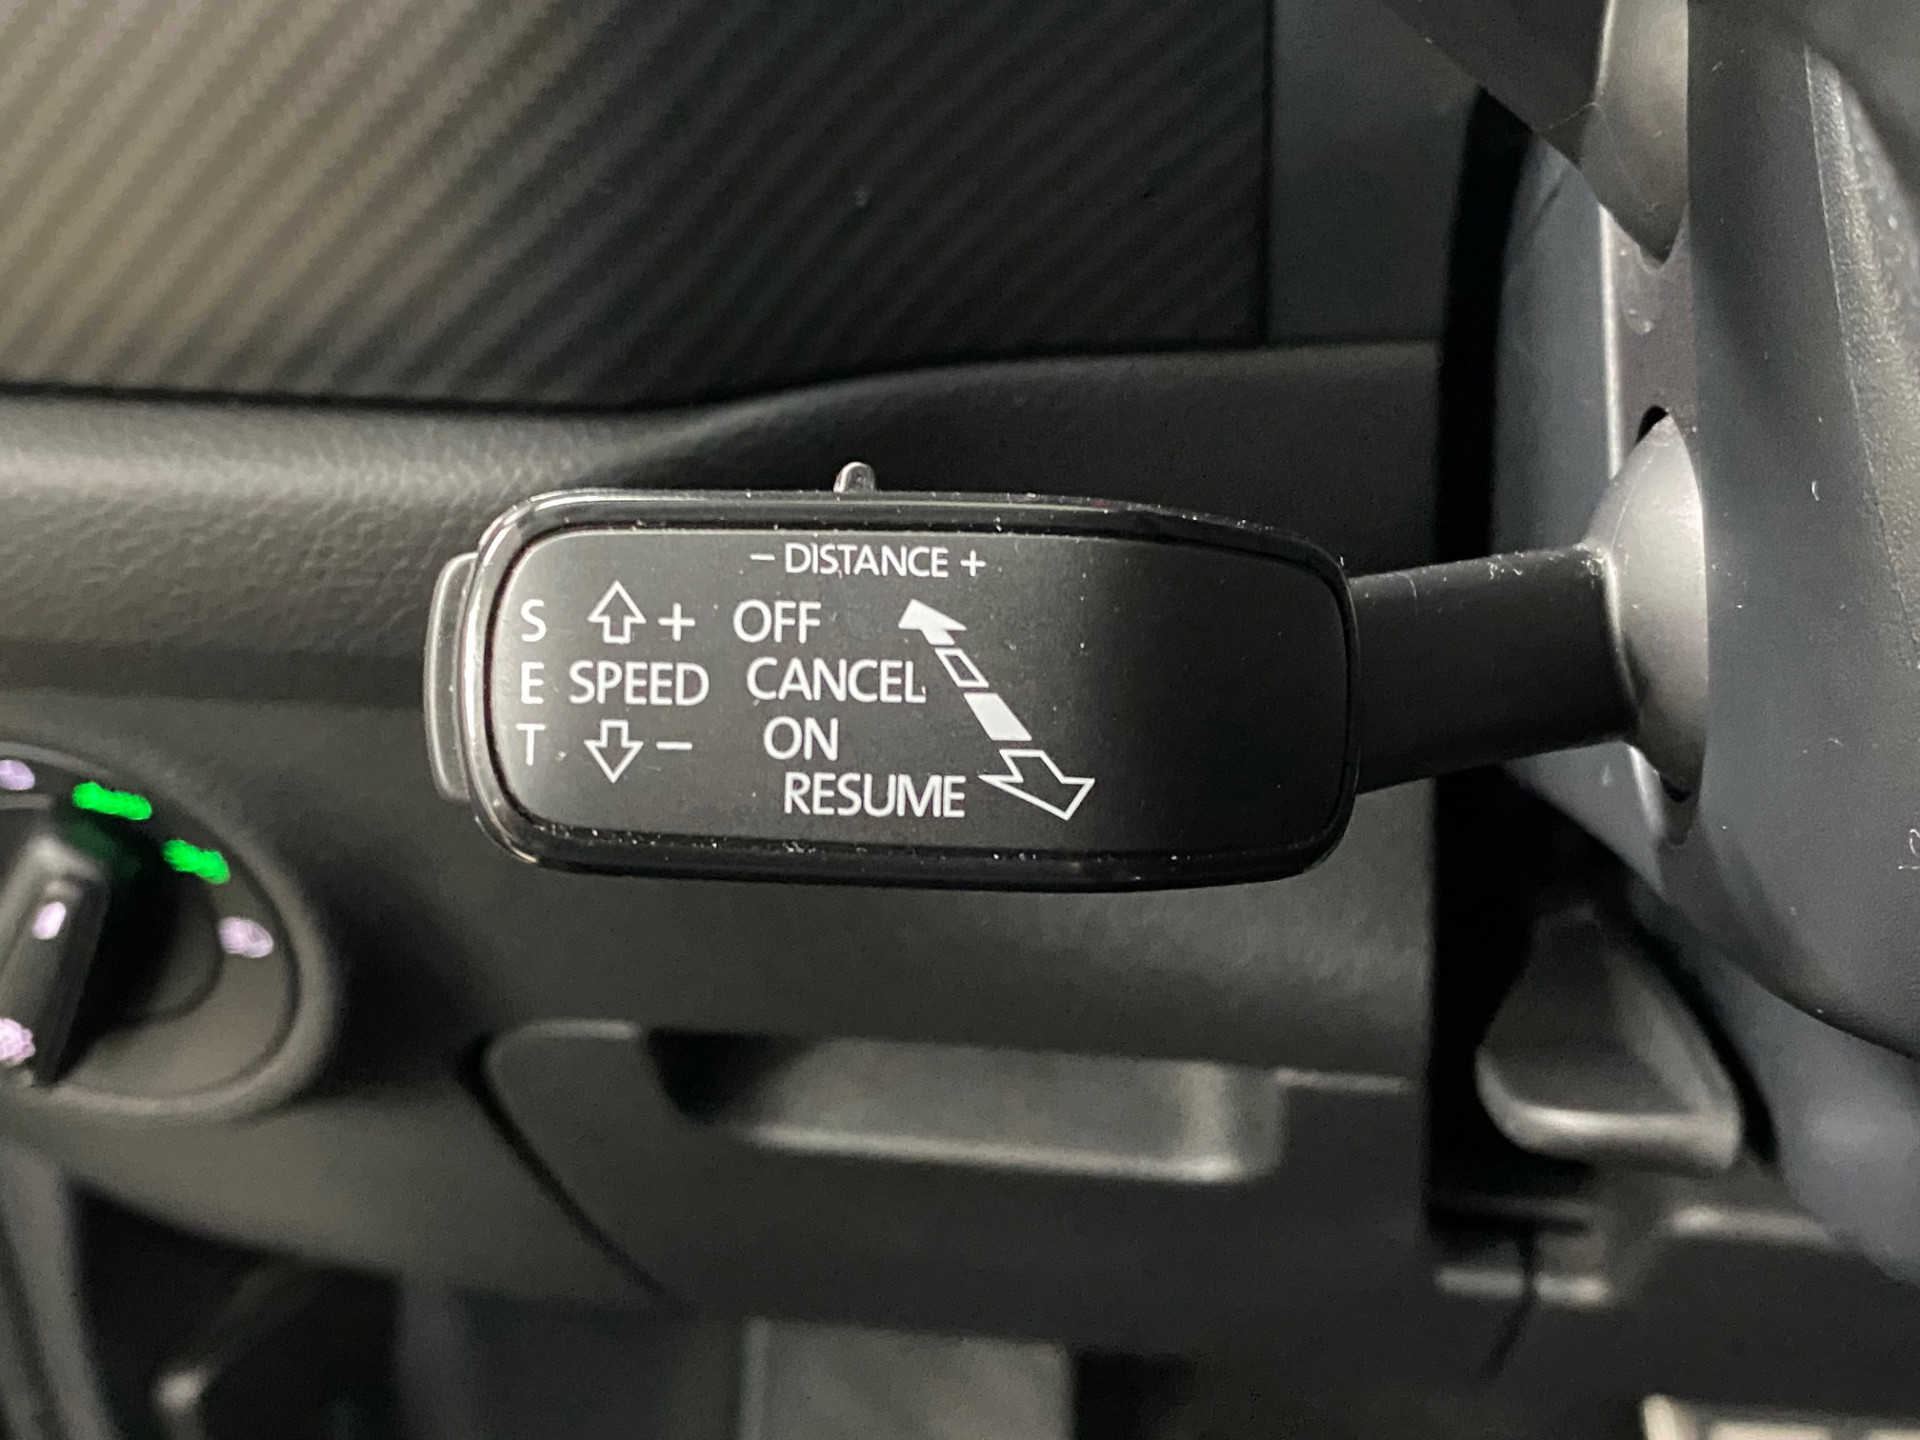 – DISTANCE +
S + OFF
E SPEED CANCEL
T – ON
RESUME